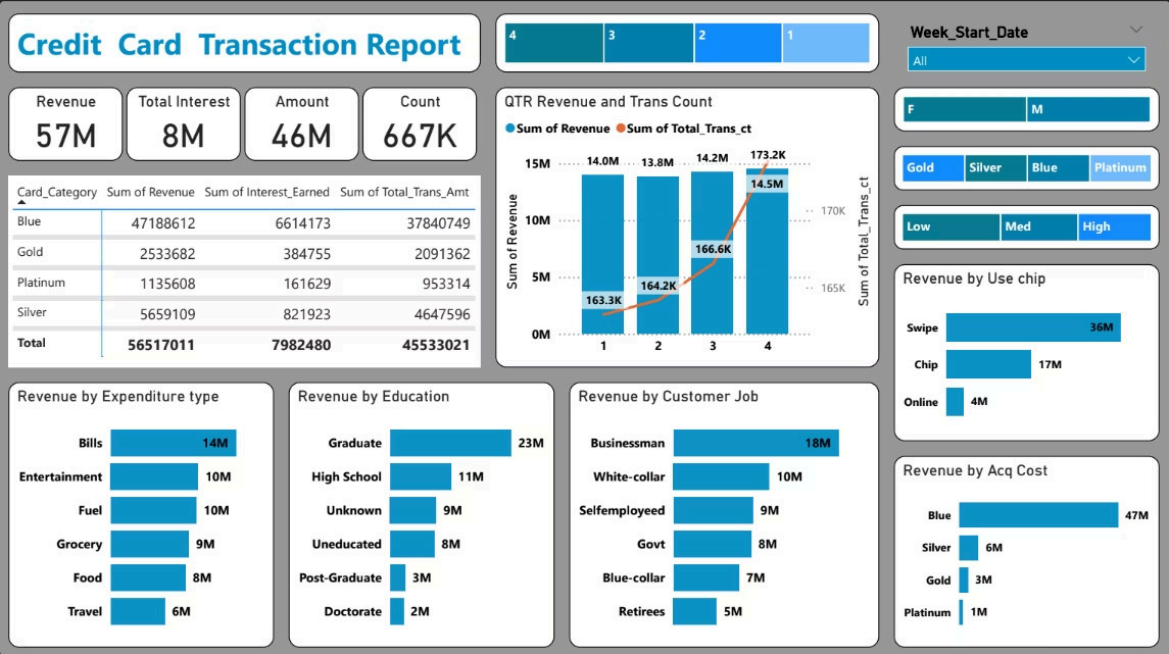 Credit Card Transaction Report
4 3 2 1
Week_Start_Date
All
Revenue
57M
Total Interest
8M
Amount
46M
Count
667K
F M
Gold Silver Blue Platinum
Low Med High
Card_Category Sum of Revenue Sum of Interest_Earned Sum of Total_Trans_Amt
Blue 47188612 6614173 37840749
Gold 2533682 384755 2091362
Platinum 1135608 161629 953314
Silver 5659109 821923 4647596
Total 56517011 7982480 45533021
QTR Revenue and Trans Count
Sum of Revenue Sum of Total_Trans_ct
Sum of Revenue
15M
10M
5M
0M
14.0M 13.8M 14.2M 14.5M
163.3K 164.2K 166.6K 173.2K
1 2 3 4
170K
165K
Sum of Total_Trans_ct
Revenue by Use chip
Swipe 36M
Chip 17M
Online 4M
Revenue by Expenditure type
Bills 14M
Entertainment 10M
Fuel 10M
Grocery 9M
Food 8M
Travel 6M
Revenue by Education
Graduate 23M
High School 11M
Unknown 9M
Uneducated 8M
Post-Graduate 3M
Doctorate 2M
Revenue by Customer Job
Businessman 18M
White-collar 10M
Selfemployeed 9M
Govt 8M
Blue-collar 7M
Retirees 5M
Revenue by Acq Cost
Blue 47M
Silver 6M
Gold 3M
Platinum 1M